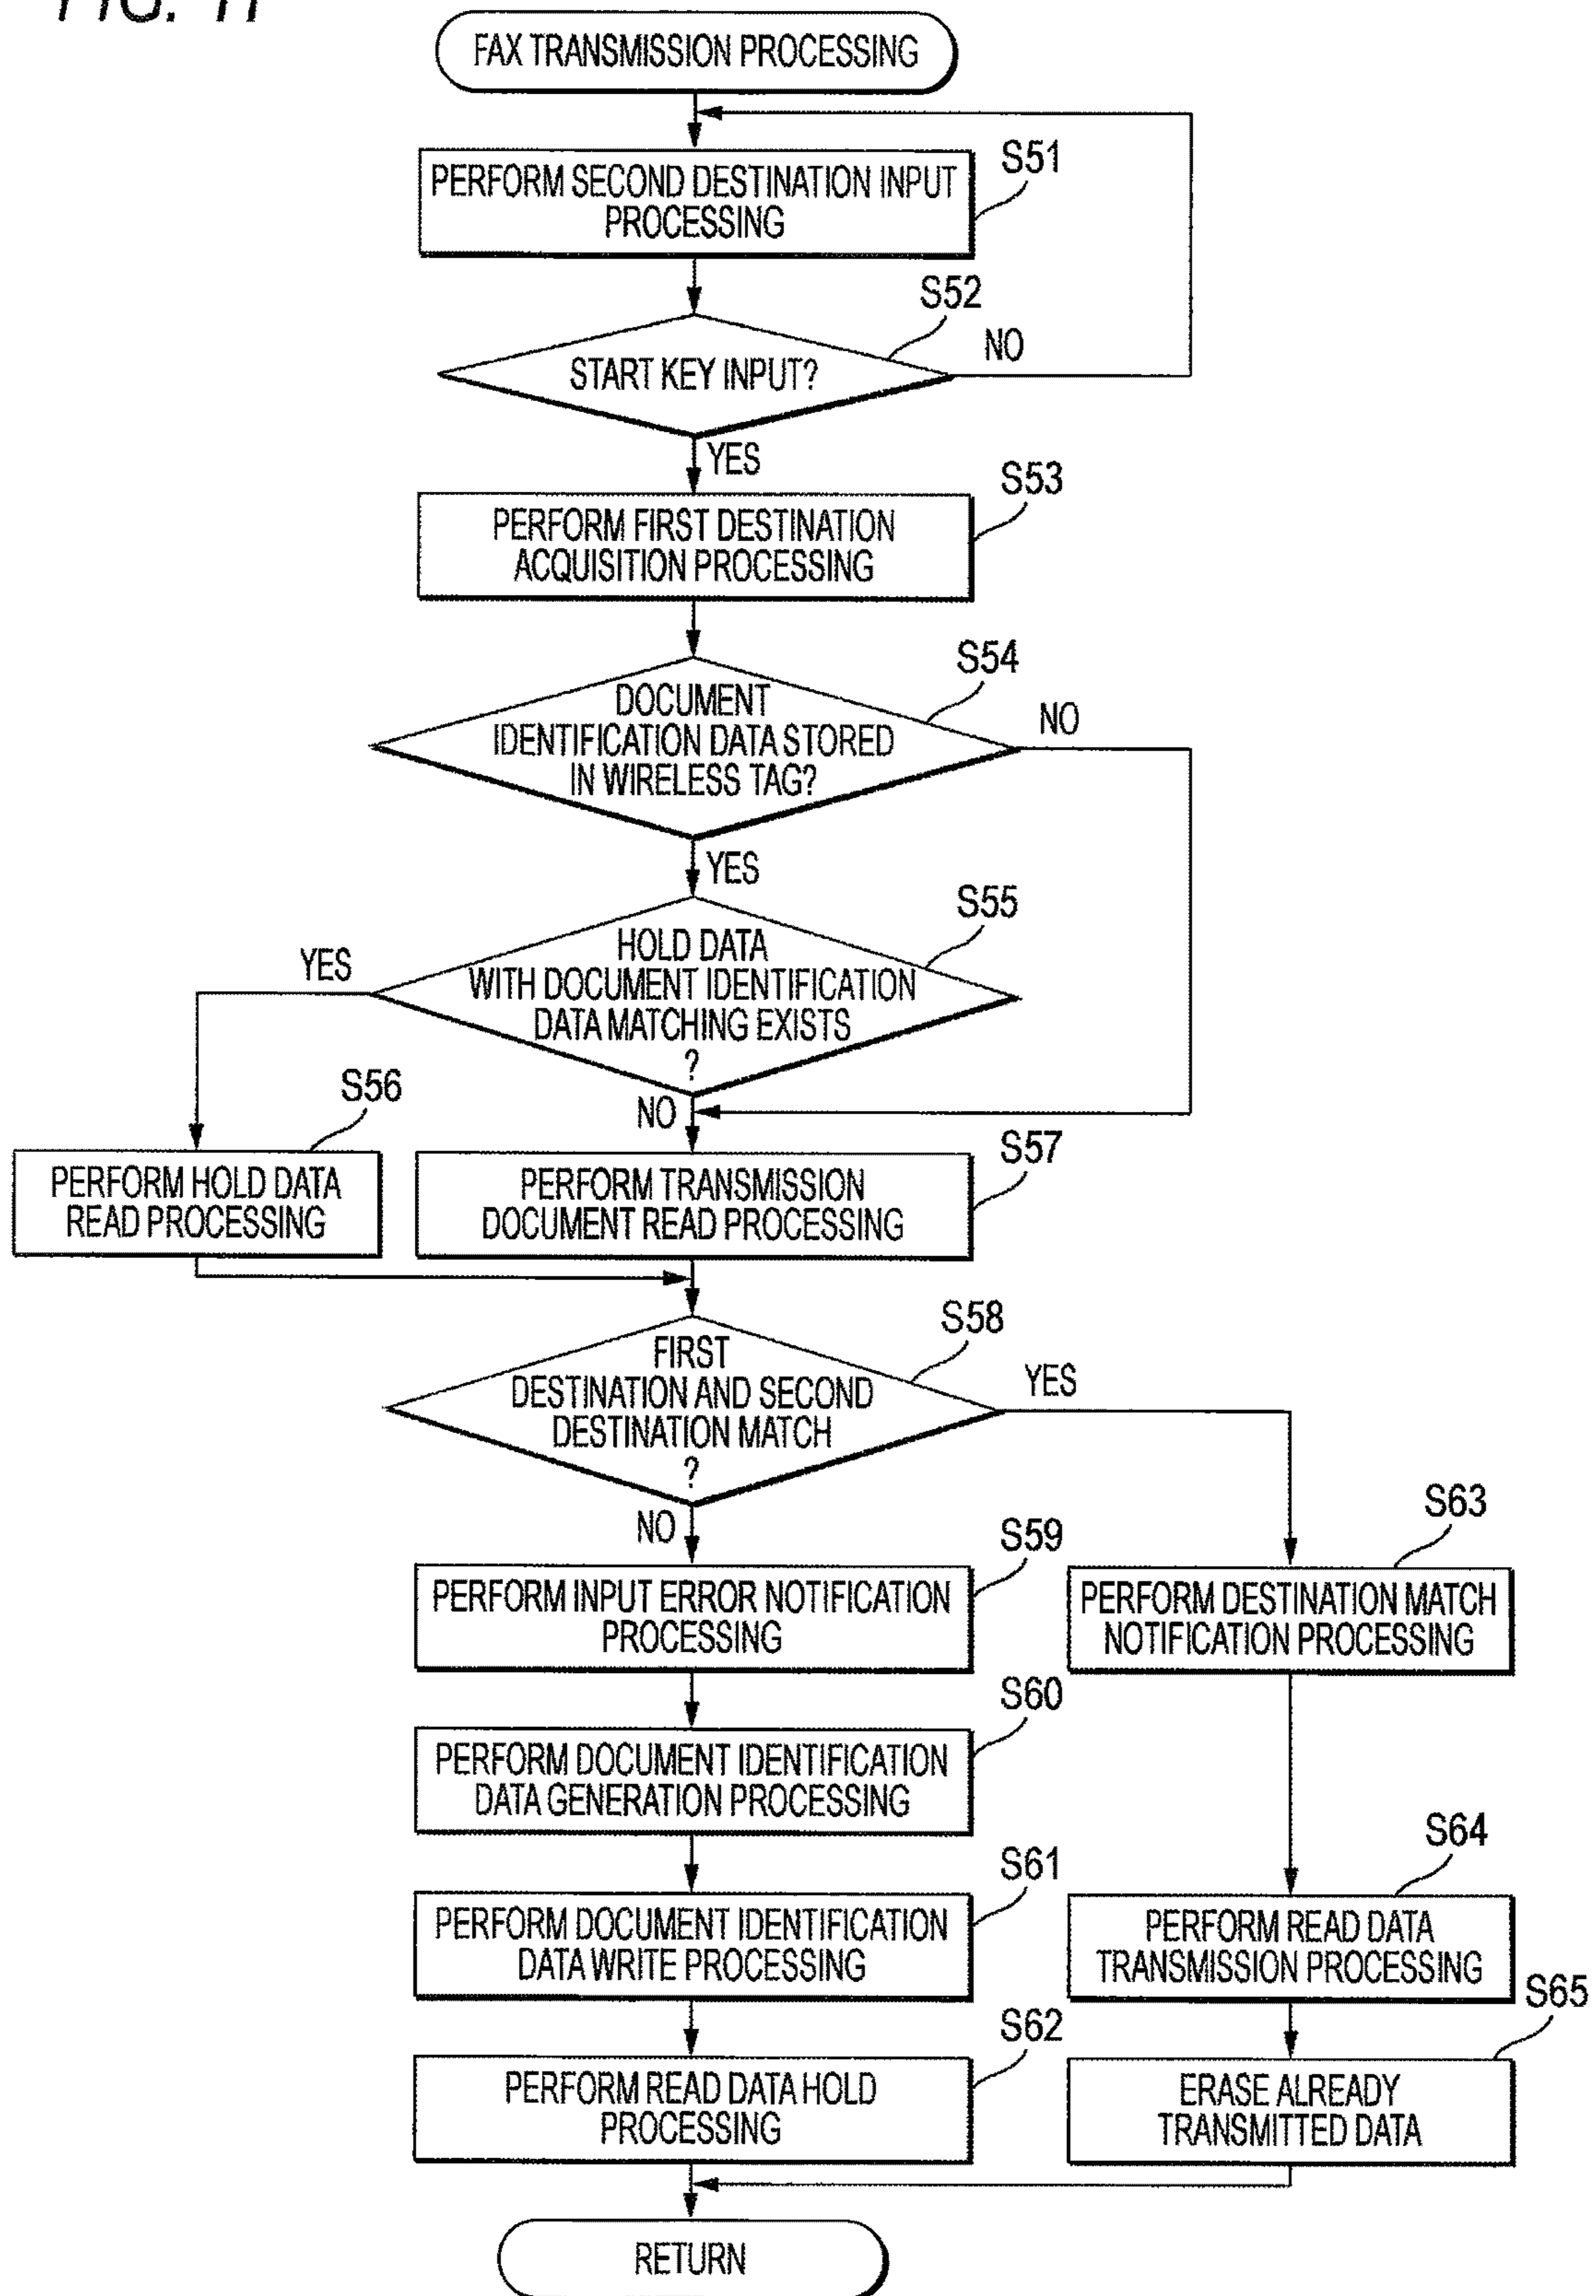 FIG. 11
FAX TRANSMISSION PROCESSING
S51
PERFORM SECOND DESTINATION INPUT
PROCESSING
S52
START KEY INPUT?
NO
YES
S53
PERFORM FIRST DESTINATION
ACQUISITION PROCESSING
S54
DOCUMENT
IDENTIFICATION DATA STORED
IN WIRELESS TAG?
NO
YES
S55
HOLD DATA
WITH DOCUMENT IDENTIFICATION
DATA MATCHING EXISTS
?
YES
NO
S56
PERFORM HOLD DATA
READ PROCESSING
S57
PERFORM TRANSMISSION
DOCUMENT READ PROCESSING
S58
FIRST
DESTINATION AND SECOND
DESTINATION MATCH
?
YES
NO
S59
PERFORM INPUT ERROR NOTIFICATION
PROCESSING
S63
PERFORM DESTINATION MATCH
NOTIFICATION PROCESSING
S60
PERFORM DOCUMENT IDENTIFICATION
DATA GENERATION PROCESSING
S61
PERFORM DOCUMENT IDENTIFICATION
DATA WRITE PROCESSING
S64
PERFORM READ DATA
TRANSMISSION PROCESSING
S62
PERFORM READ DATA HOLD
PROCESSING
S65
ERASE ALREADY
TRANSMITTED DATA
RETURN